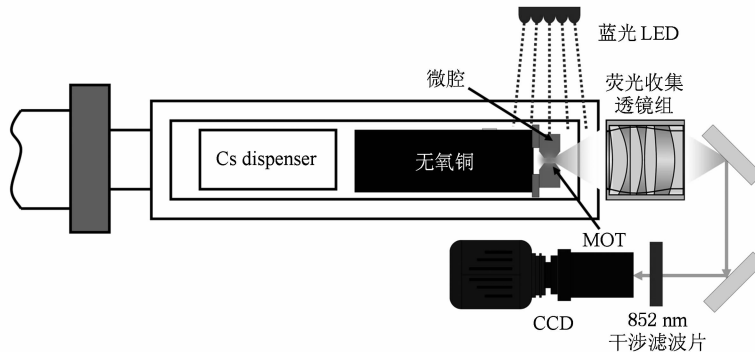 蓝光 LED
微腔
荧光收集
透镜组
Cs dispenser
无氧铜
MOT
CCD
852 nm
干涉滤波片